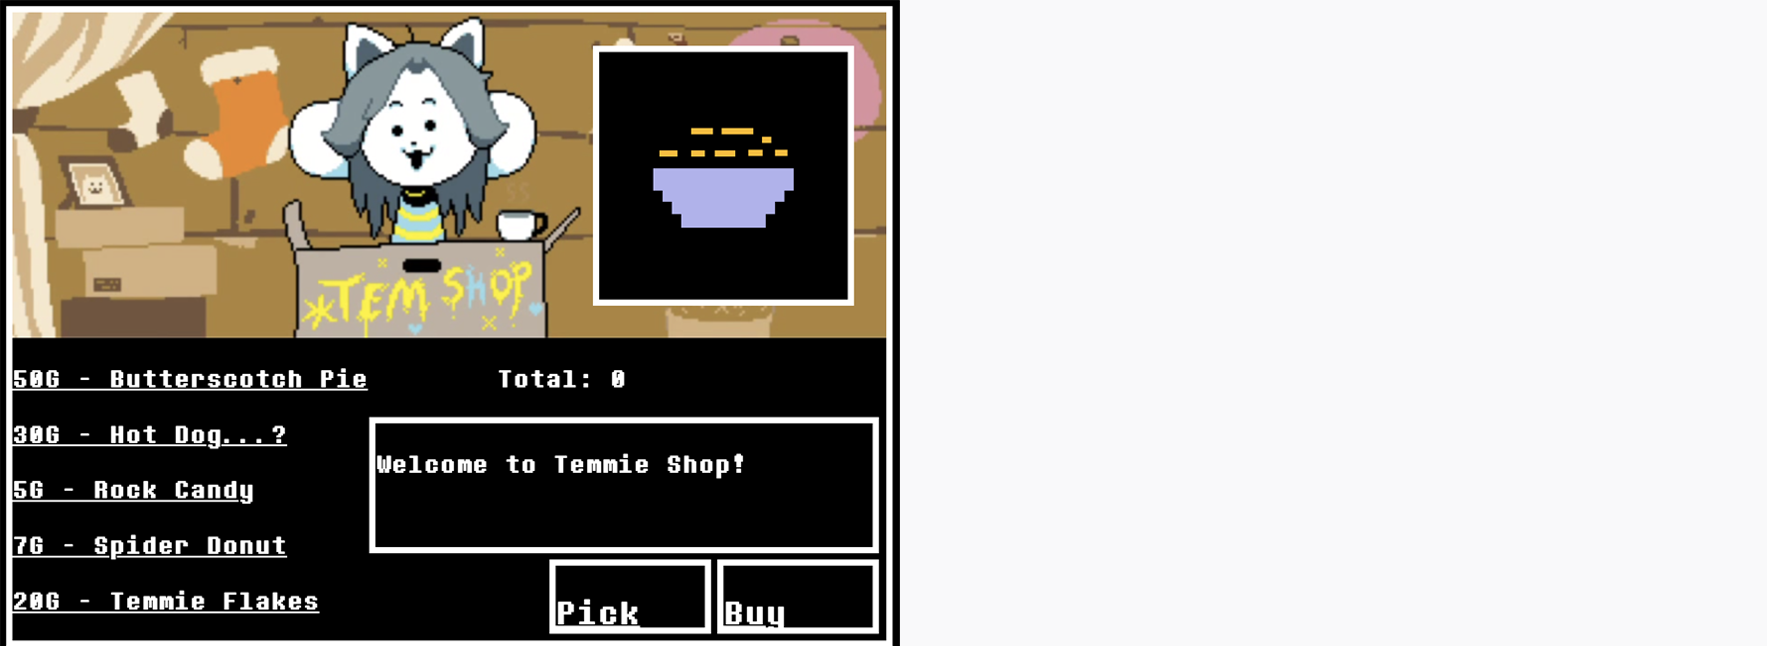 *TEM SHOP
50G - Butterscotch Pie
Total: 0
30G - Hot Dog...?
Welcome to Temmie Shop!
5G - Rock Candy
7G - Spider Donut
20G - Temmie Flakes
Pick
Buy